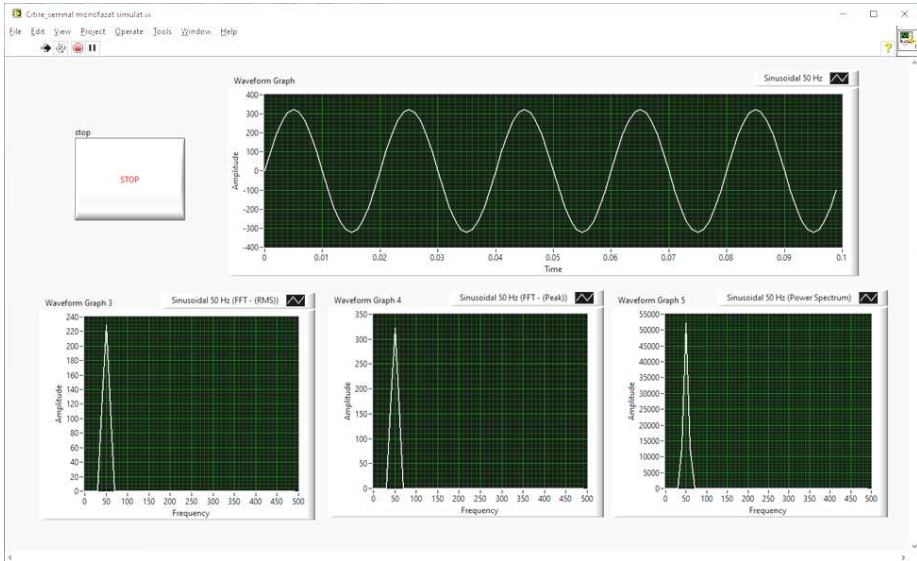 Citire_semnal monofazat simulat.vi
File Edit View Project Operate Tools Window Help
Waveform Graph
Sinusoidal 50 Hz
400
300
200
100
0
-100
-200
-300
-400
Amplitude
0 0.01 0.02 0.03 0.04 0.05 0.06 0.07 0.08 0.09 0.1
Time
stop
STOP
Waveform Graph 3
Sinusoidal 50 Hz (FFT - (RMS))
240
220
200
180
160
140
120
100
80
60
40
20
0
Amplitude
0 50 100 150 200 250 300 350 400 450 500
Frequency
Waveform Graph 4
Sinusoidal 50 Hz (FFT - (Peak))
350
300
250
200
150
100
50
0
Amplitude
0 50 100 150 200 250 300 350 400 450 500
Frequency
Waveform Graph 5
Sinusoidal 50 Hz (Power Spectrum)
55000
50000
45000
40000
35000
30000
25000
20000
15000
10000
5000
0
Amplitude
0 50 100 150 200 250 300 350 400 450 500
Frequency